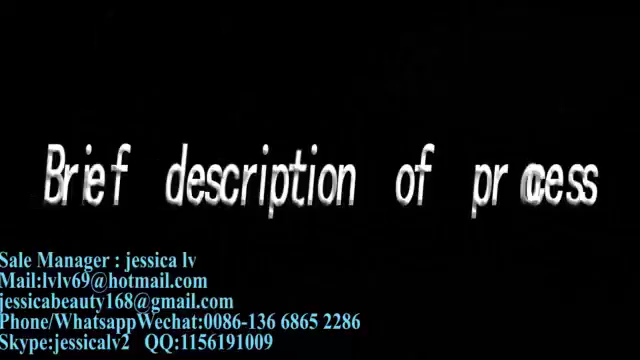 Brief description of process
Sale Manager : jessica lv
Mail:lvlv69@hotmail.com
jessicabeauty168@gmail.com
Phone/WhatsappWechat:0086-136 6865 2286
Skype:jessicalv2 QQ:1156191009